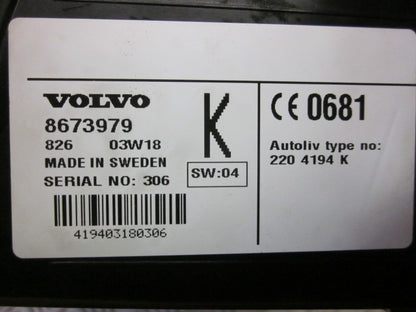 VOLVO
8673979
826 03W18
MADE IN SWEDEN
SERIAL NO: 306
419403180306
K
SW:04
CE 0681
Autoliv type no:
220 4194 K